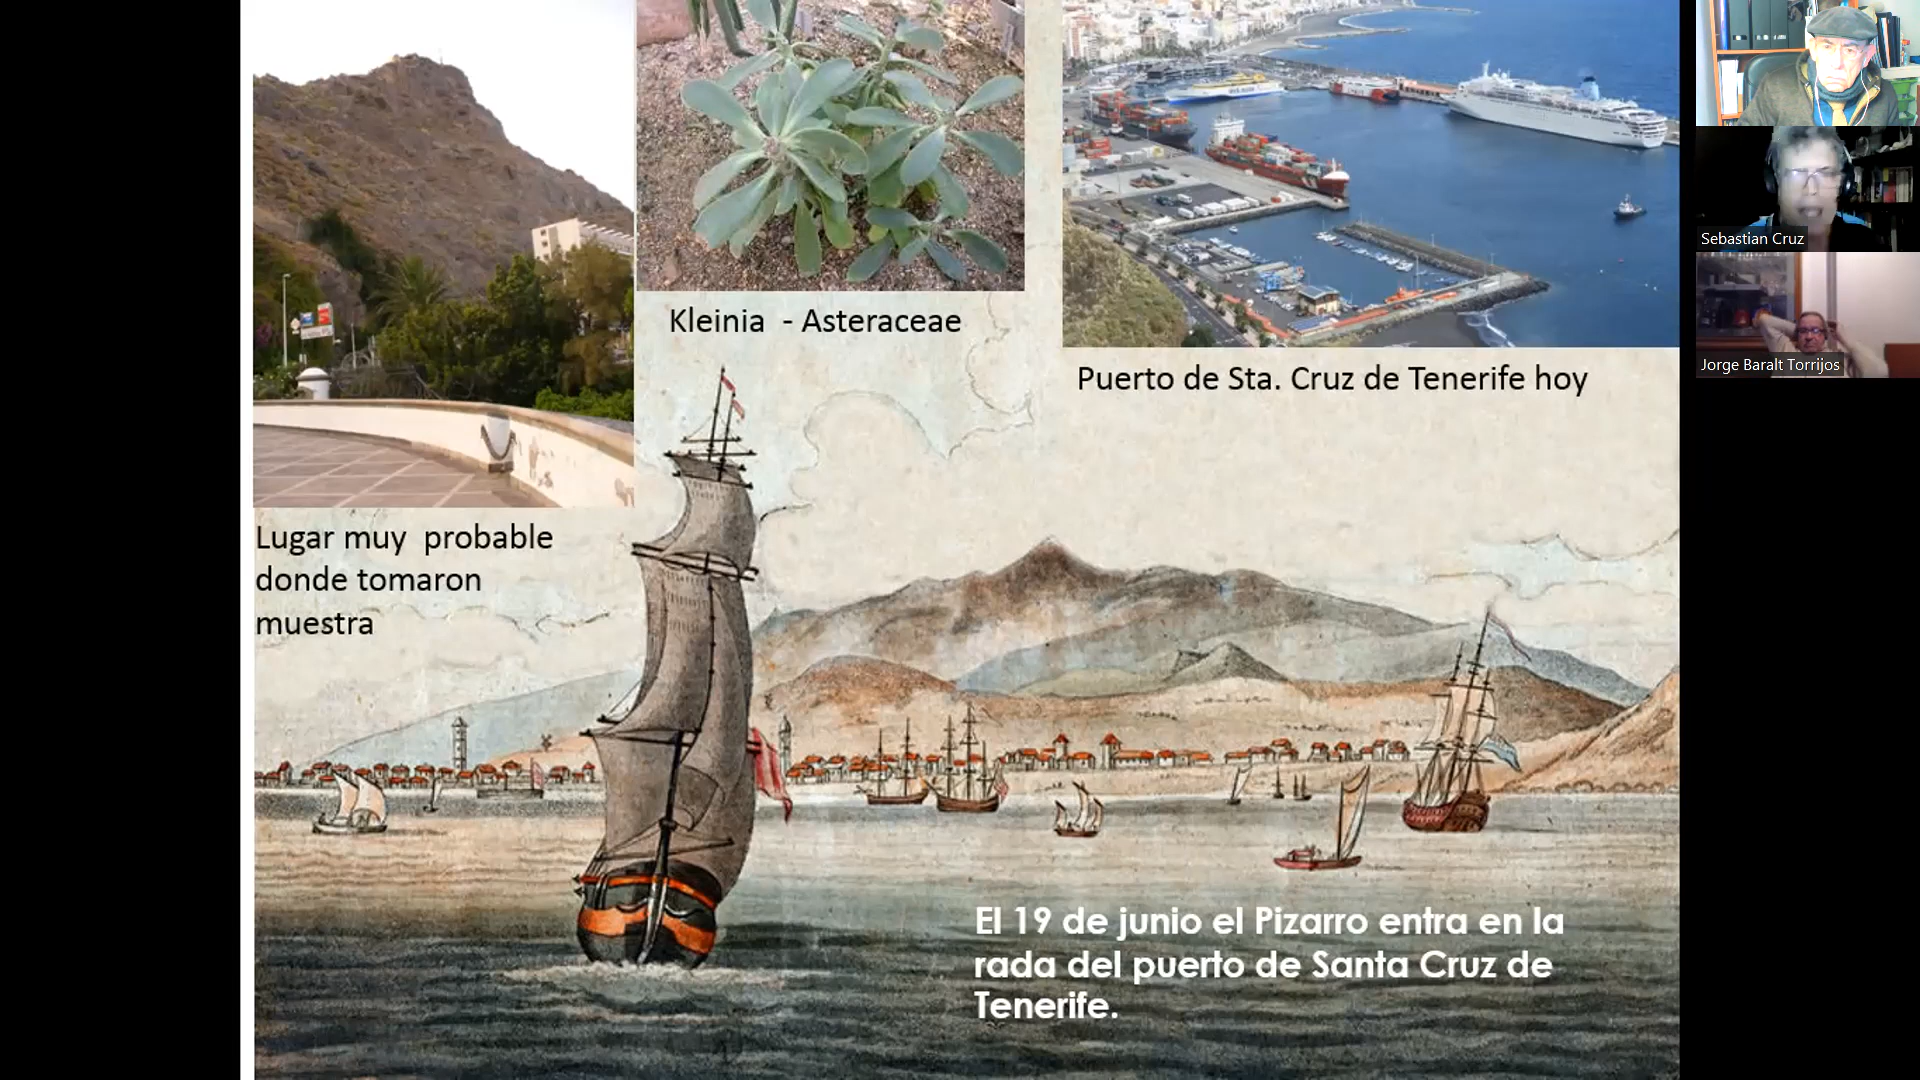 Kleinia - Asteraceae
Puerto de Sta. Cruz de Tenerife hoy
Lugar muy probable
donde tomaron
muestra
El 19 de junio el Pizarro entra en la
rada del puerto de Santa Cruz de
Tenerife.
Sebastian Cruz
Jorge Baralt Torrijos